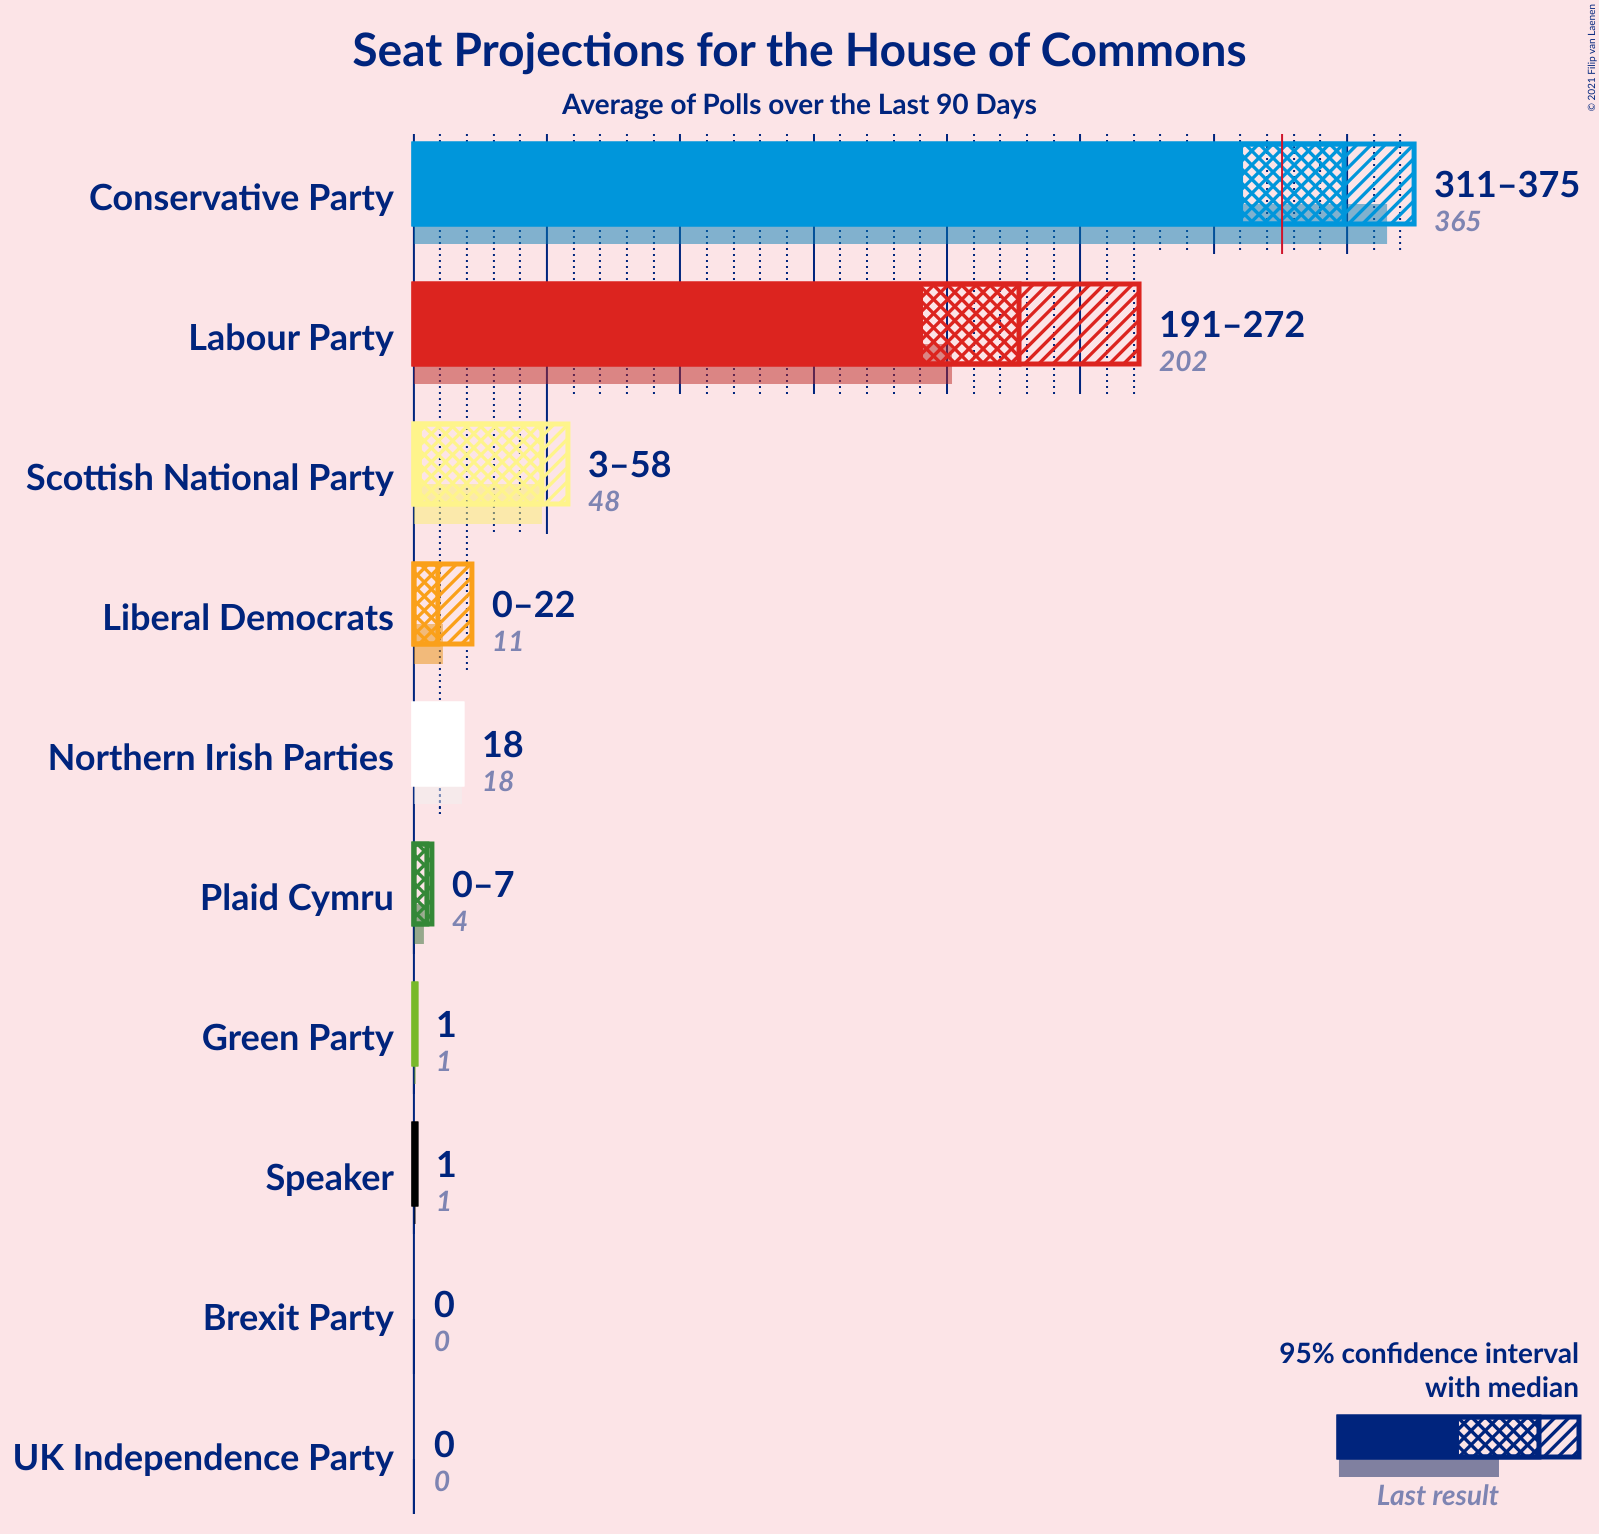 Seat Projections for the House of Commons
Average of Polls over the Last 90 Days
© 2021 Filip van Laenen
Conservative Party
311–375
365
Labour Party
191–272
202
Scottish National Party
3–58
48
Liberal Democrats
0–22
11
Northern Irish Parties
18
18
Plaid Cymru
0–7
4
Green Party
1
1
Speaker
1
1
Brexit Party
0
0
UK Independence Party
0
0
95% confidence interval
with median
Last result